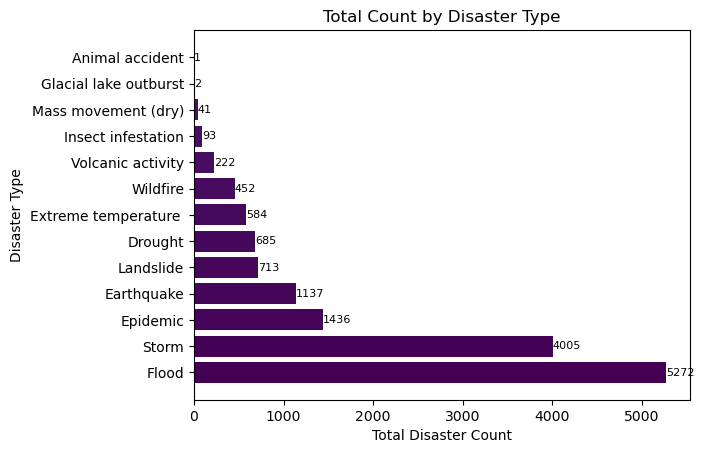 Total Count by Disaster Type
Disaster Type
Animal accident 1
Glacial lake outburst 2
Mass movement (dry) 41
Insect infestation 93
Volcanic activity 222
Wildfire 452
Extreme temperature 584
Drought 685
Landslide 713
Earthquake 1137
Epidemic 1436
Storm 4005
Flood 5272
0 1000 2000 3000 4000 5000
Total Disaster Count